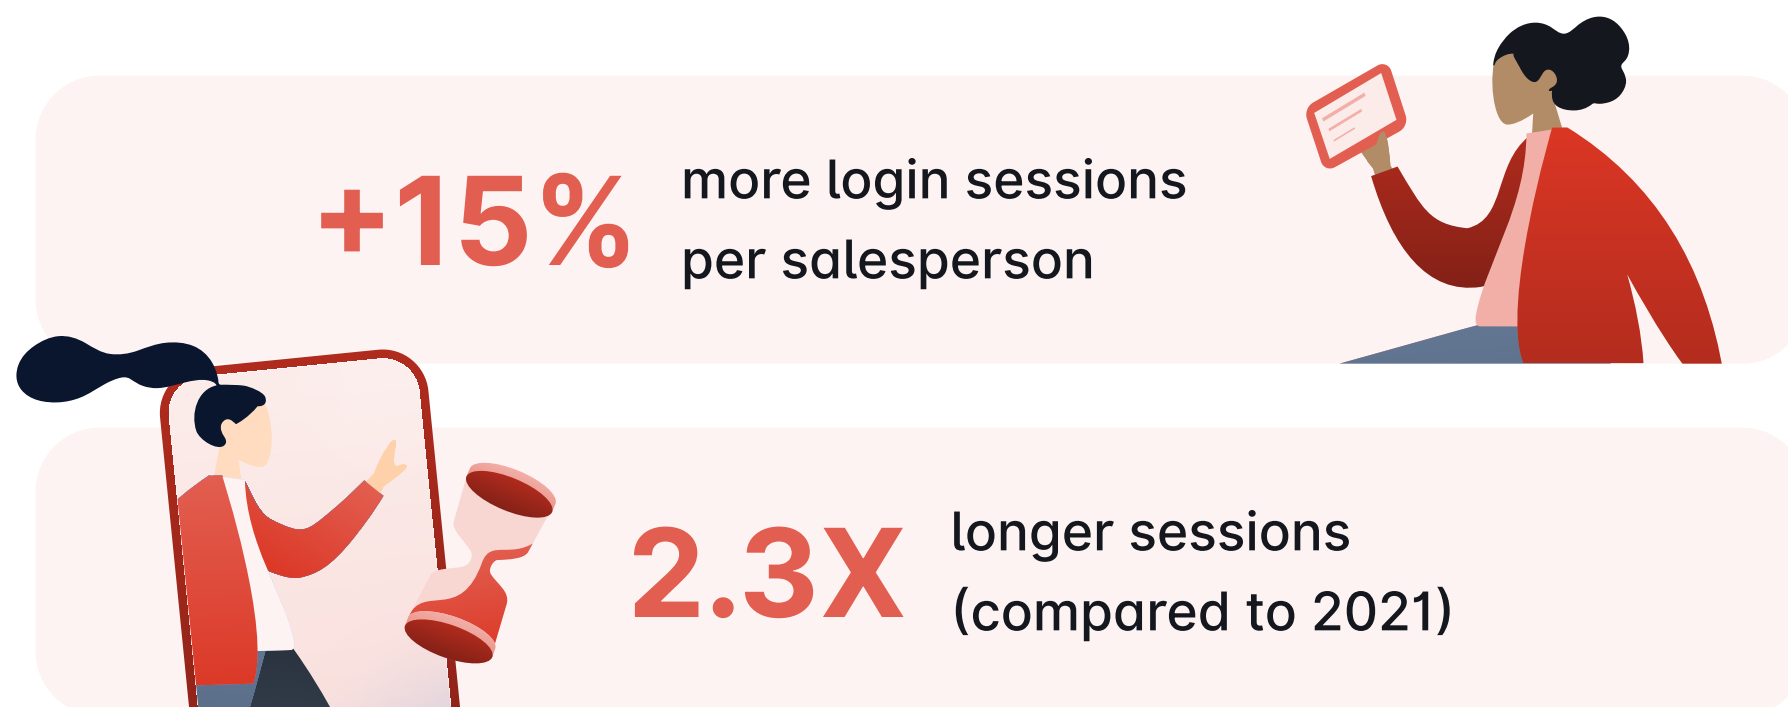 +15%
more login sessions
per salesperson
2.3X
longer sessions
(compared to 2021)